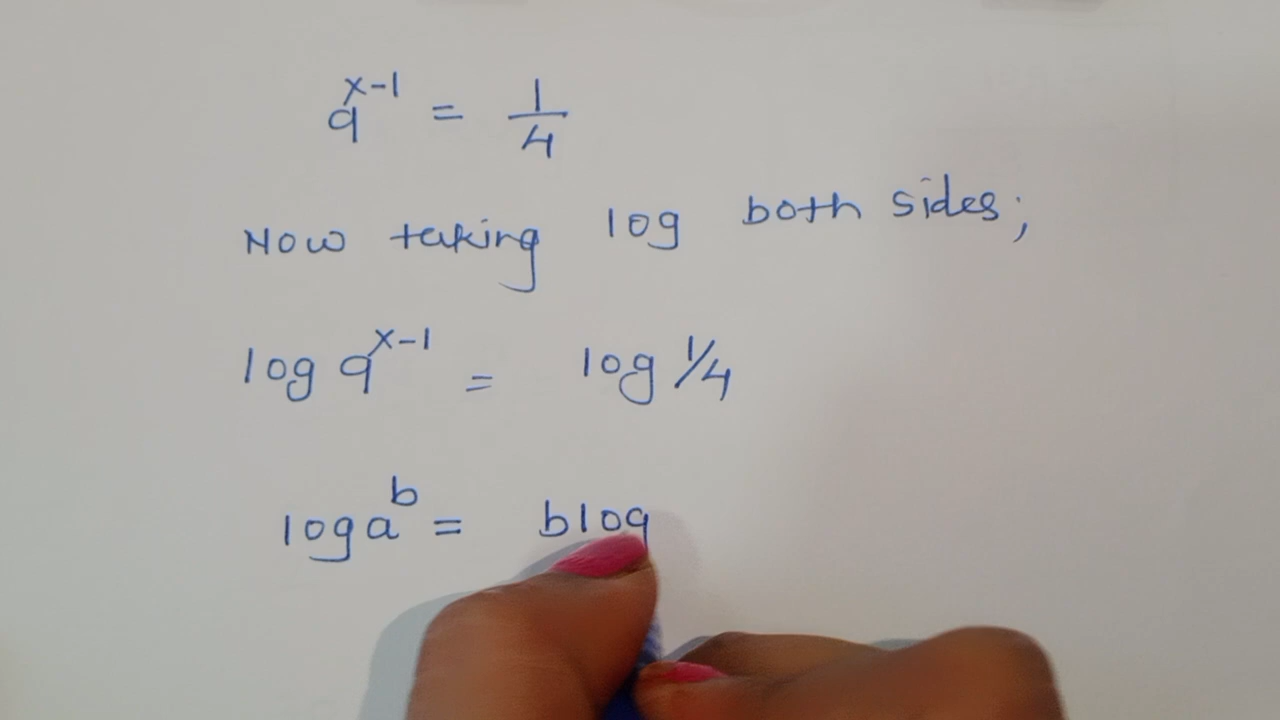 9^{x-1} = 1/4
Now taking log both sides;
log 9^{x-1} = log 1/4
log a^b = b log